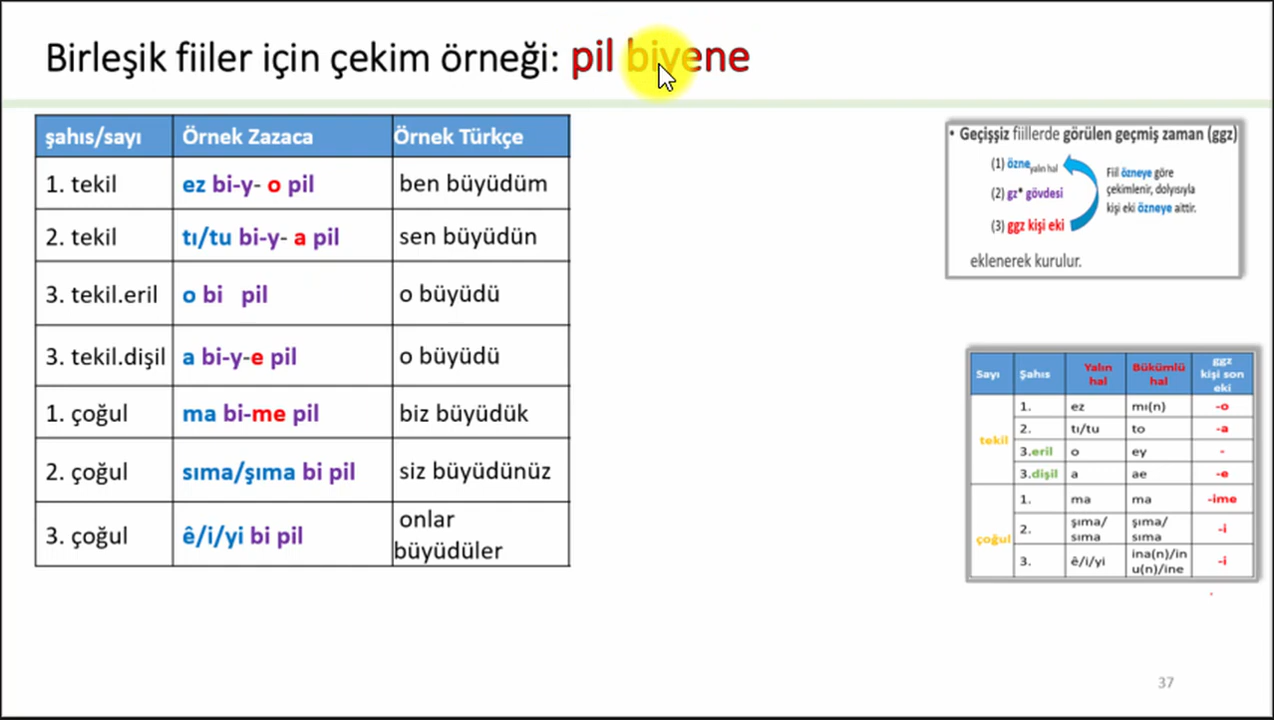 Birleşik fiiler için çekim örneği: pil biyene
şahıs/sayı Örnek Zazaca Örnek Türkçe
1. tekil ez bi-y- o pil ben büyüdüm
2. tekil tı/tu bi-y- a pil sen büyüdün
3. tekil.eril o bi pil o büyüdü
3. tekil.dişil a bi-y-e pil o büyüdü
1. çoğul ma bi-me pil biz büyüdük
2. çoğul sıma/şıma bi pil siz büyüdünüz
3. çoğul ê/i/yi bi pil onlar
büyüdüler
• Geçişsiz fiillerde görülen geçmiş zaman (ggz)
(1) özne yalın hal
(2) gz* gövdesi
(3) ggz kişi eki
Fiil özneye göre
çekimlenir, dolyısıyla
kişi eki özneye aittir.
eklenerek kurulur.
Sayı Şahıs Yalın hal Bükümlü hal ggz kişi son eki
tekil 1. ez mı(n) -o
2. tı/tu to -a
3.eril o ey -
3.dişil a ae -e
çoğul 1. ma ma -ime
2. şıma/ sıma şıma/ sıma -i
3. ê/i/yi ina(n)/in u(n)/ine -i
37